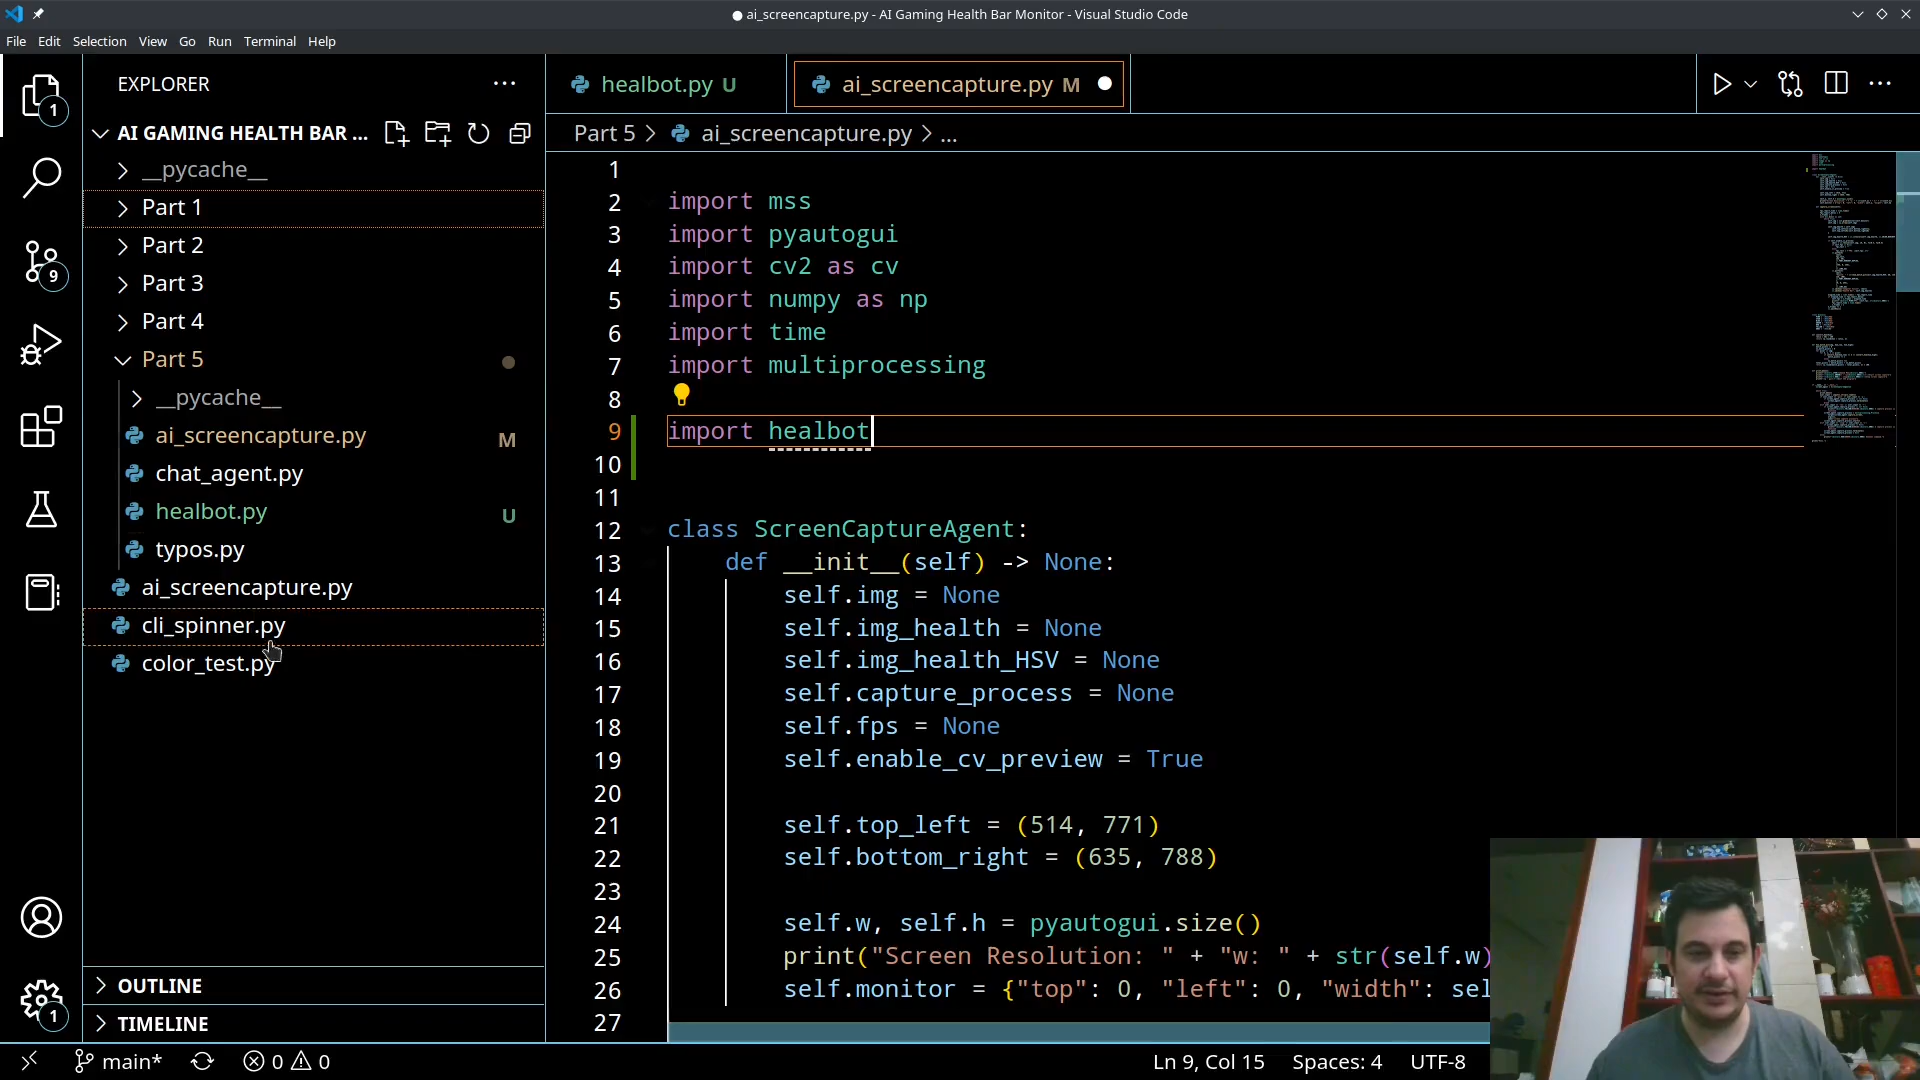 ai_screencapture.py - AI Gaming Health Bar Monitor - Visual Studio Code
File Edit Selection View Go Run Terminal Help
EXPLORER
AI GAMING HEALTH BAR ...
__pycache__
Part 1
Part 2
Part 3
Part 4
Part 5
__pycache__
ai_screencapture.py M
chat_agent.py
healbot.py U
typos.py
ai_screencapture.py
cli_spinner.py
color_test.py
OUTLINE
TIMELINE
1
9
1
healbot.py U
ai_screencapture.py M
Part 5 > ai_screencapture.py > ...
1
2 import mss
3 import pyautogui
4 import cv2 as cv
5 import numpy as np
6 import time
7 import multiprocessing
8
9 import healbot
10
11
12 class ScreenCaptureAgent:
13 def __init__(self) -> None:
14 self.img = None
15 self.img_health = None
16 self.img_health_HSV = None
17 self.capture_process = None
18 self.fps = None
19 self.enable_cv_preview = True
20
21 self.top_left = (514, 771)
22 self.bottom_right = (635, 788)
23
24 self.w, self.h = pyautogui.size()
25 print("Screen Resolution: " + "w: " + str(self.w)
26 self.monitor = {"top": 0, "left": 0, "width": sel
27
main* 0 0 Ln 9, Col 15 Spaces: 4 UTF-8